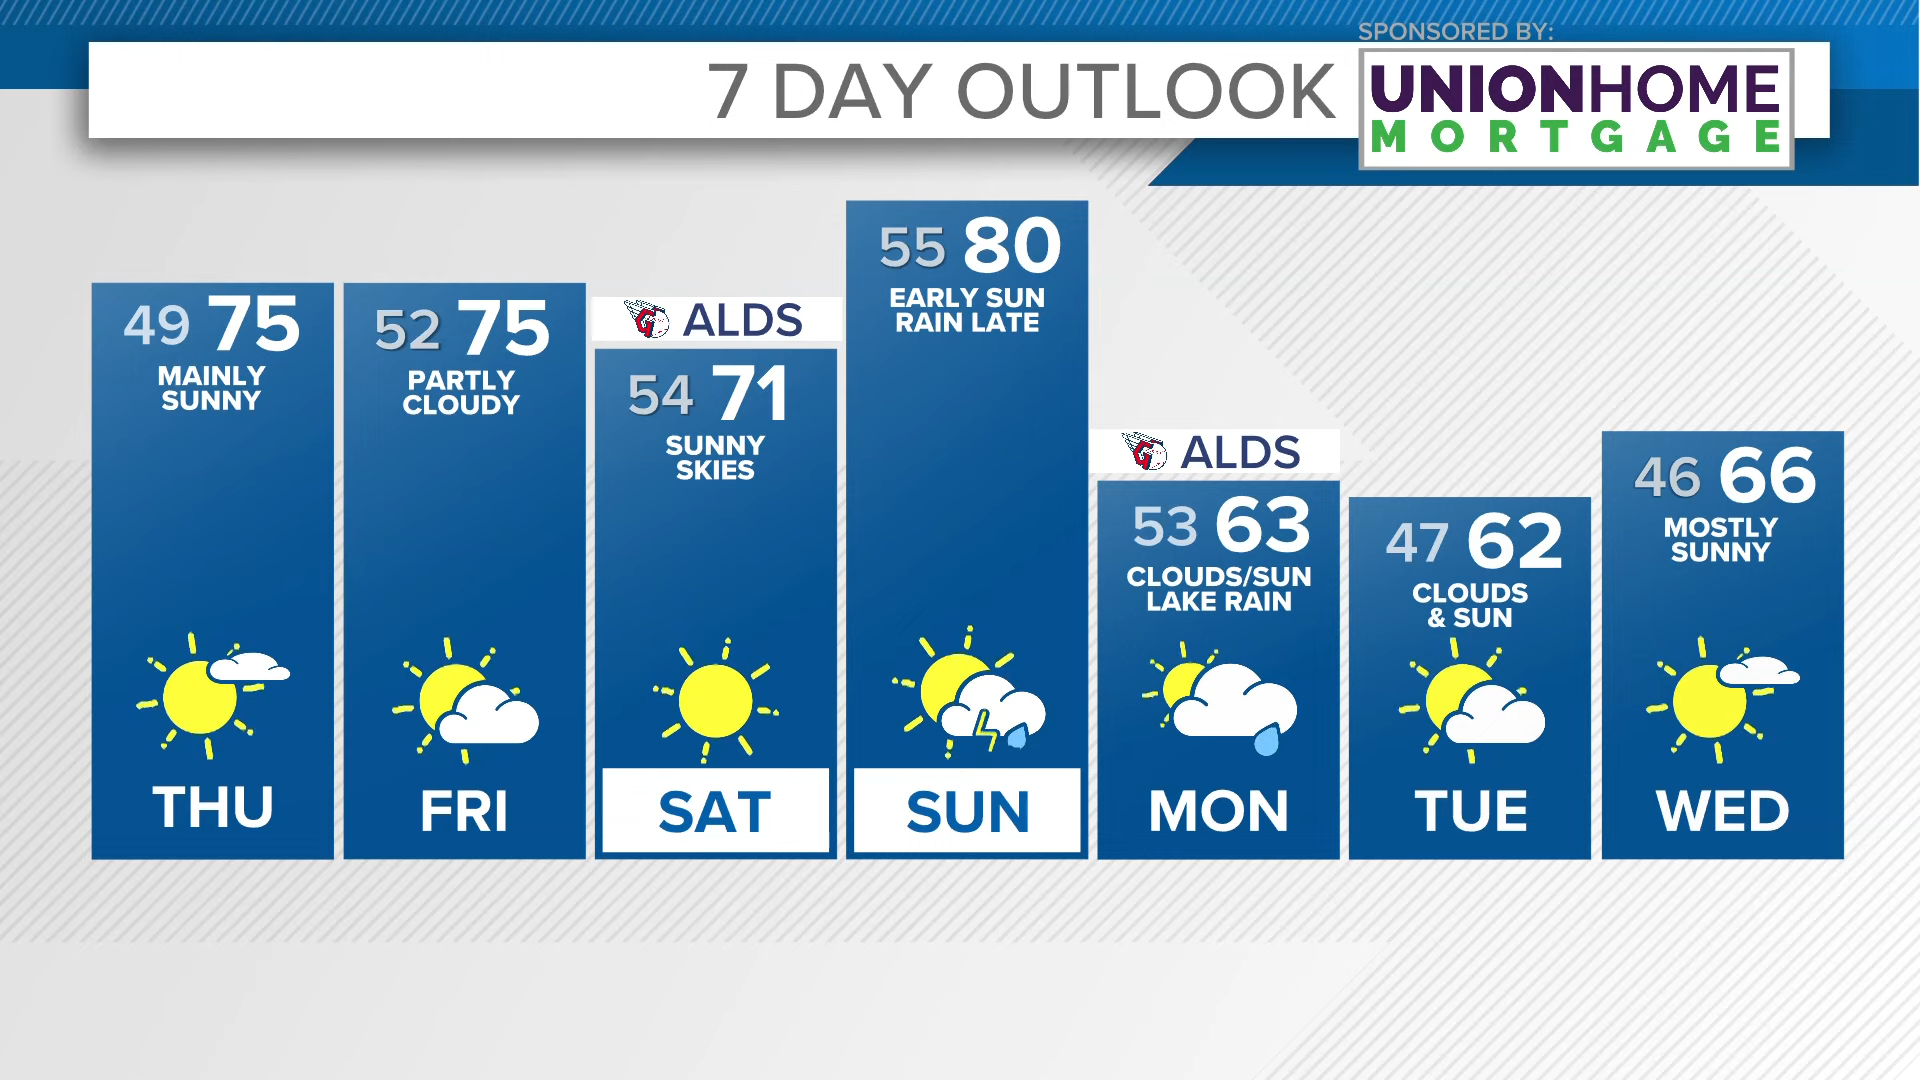 SPONSORED BY:
7 DAY OUTLOOK
UNIONHOME
MORTGAGE
49 75
MAINLY
SUNNY
THU
52 75
PARTLY
CLOUDY
FRI
ALDS
54 71
SUNNY
SKIES
SAT
55 80
EARLY SUN
RAIN LATE
SUN
ALDS
53 63
CLOUDS/SUN
LAKE RAIN
MON
47 62
CLOUDS
& SUN
TUE
46 66
MOSTLY
SUNNY
WED